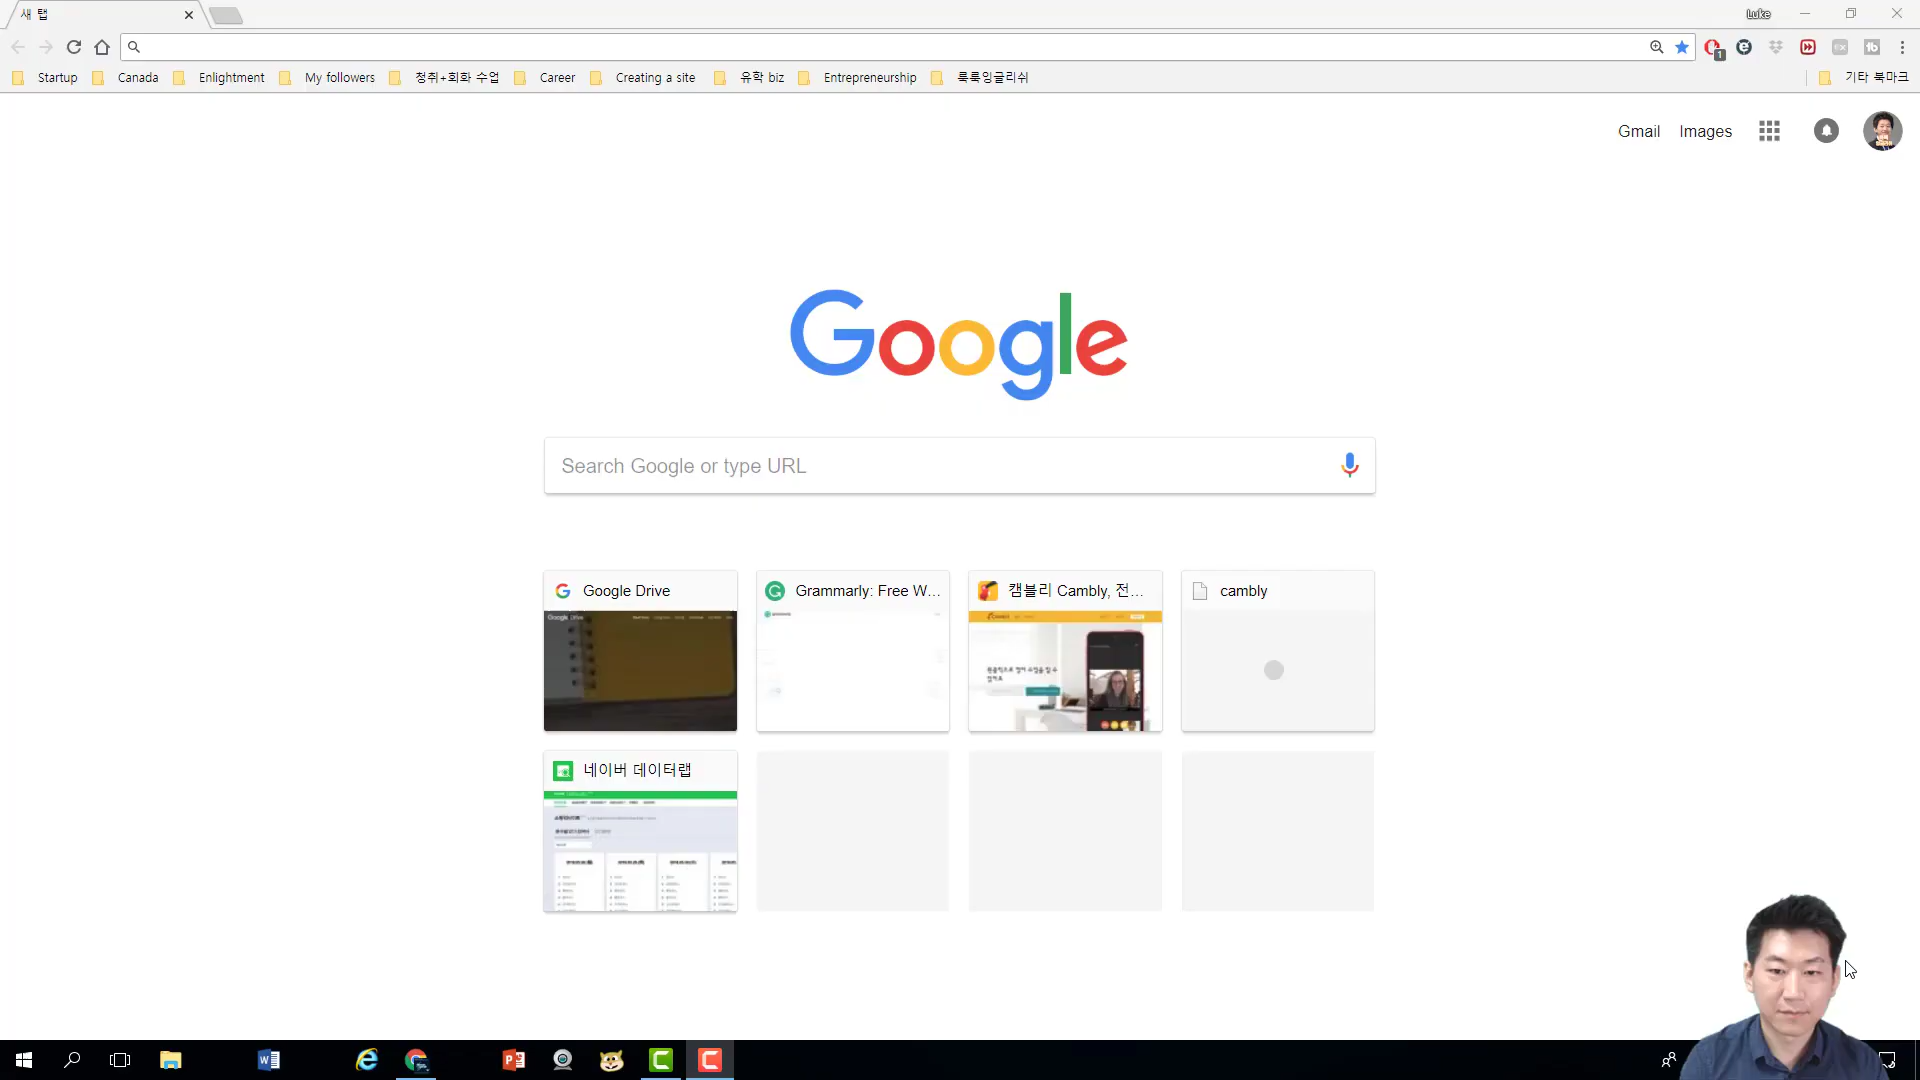 새 탭
Luke
Startup Canada Enlightment My followers 청취+회화 수업 Career Creating a site 유학 biz Entrepreneurship 룩룩잉글리쉬 기타 북마크
Gmail Images
Google
Search Google or type URL
Google Drive
Grammarly: Free W...
캠블리 Cambly, 전...
cambly
Google Drive
네이버 데이터랩